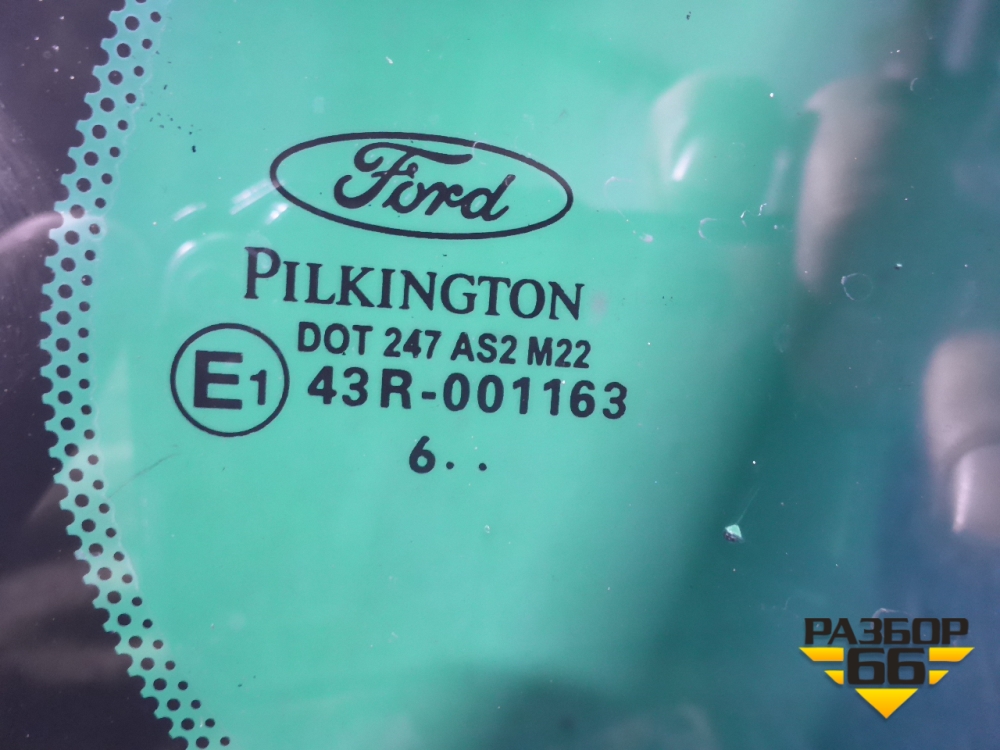 Ford
PILKINGTON
DOT 247 AS2 M22
E1 43R-001163
6..
РАЗБОР
66